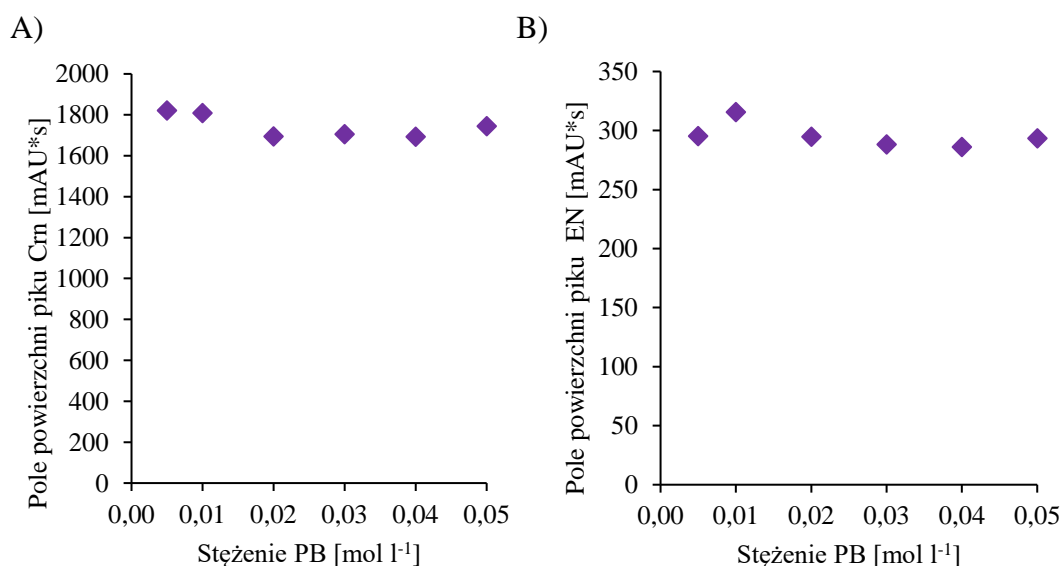 A)
Pole powierzchni piku Crn [mAU*s]
2000
1800
1600
1400
1200
1000
800
600
400
200
0
0,00 0,01 0,02 0,03 0,04 0,05
Stężenie PB [mol l⁻¹]
B)
Pole powierzchni piku EN [mAU*s]
350
300
250
200
150
100
50
0
0,00 0,01 0,02 0,03 0,04 0,05
Stężenie PB [mol l⁻¹]